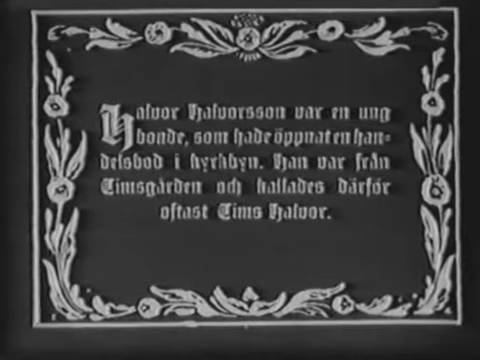 Halvor Halvorsson var en ung
bonde, som hade öppnat en han-
delsbod i kyrkbyn. Han var från
Timsgården och kallades därför
oftast Tims Halvor.